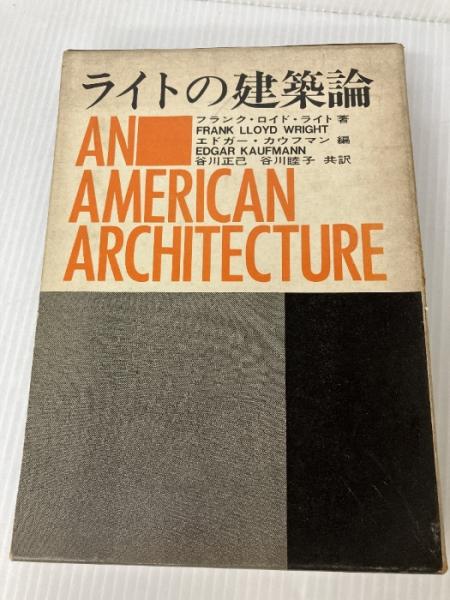 ライトの建築論
フランク・ロイド・ライト 著
FRANK LLOYD WRIGHT
エドガー・カウフマン 編
EDGAR KAUFMANN
谷川正己 谷川睦子 共訳
AN
AMERICAN
ARCHITECTURE